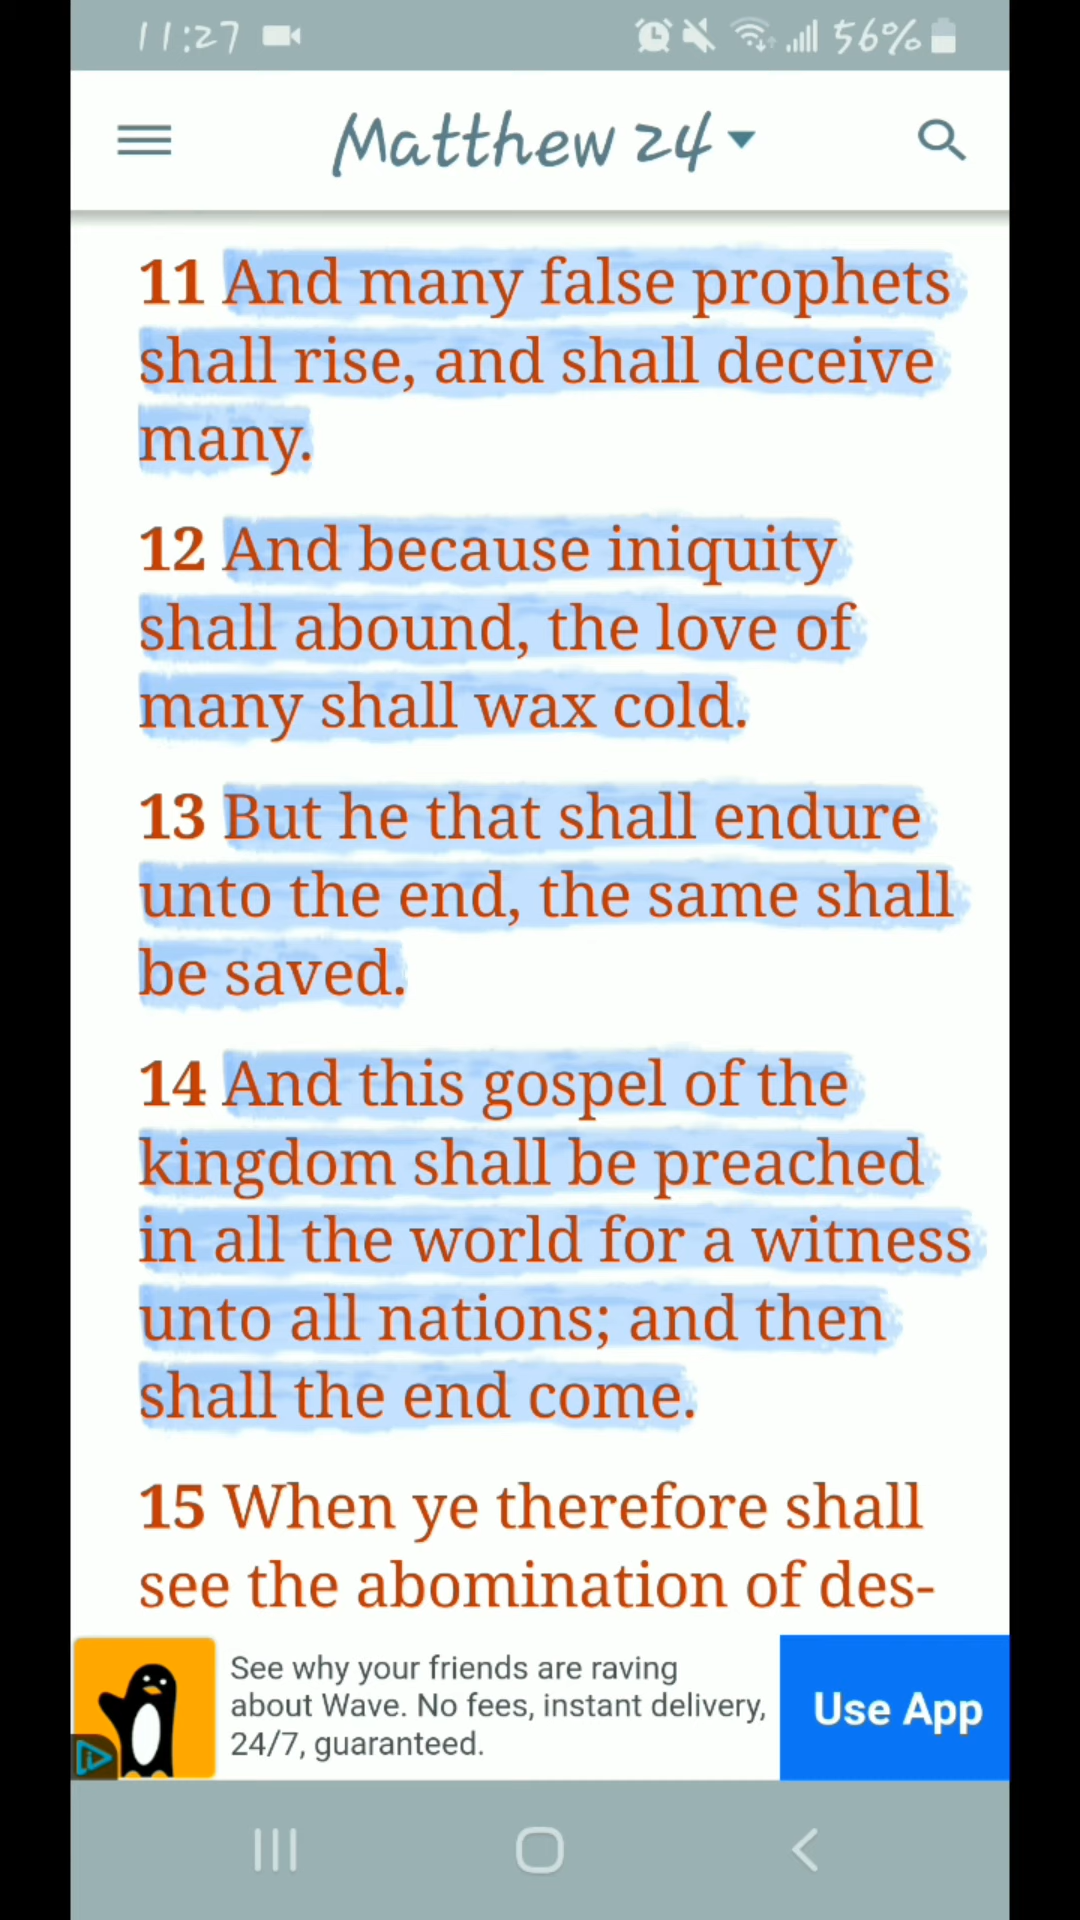 11:27 56%
Matthew 24
11 And many false prophets
shall rise, and shall deceive
many.
12 And because iniquity
shall abound, the love of
many shall wax cold.
13 But he that shall endure
unto the end, the same shall
be saved.
14 And this gospel of the
kingdom shall be preached
in all the world for a witness
unto all nations; and then
shall the end come.
15 When ye therefore shall
see the abomination of des-
See why your friends are raving
about Wave. No fees, instant delivery,
24/7, guaranteed.
Use App